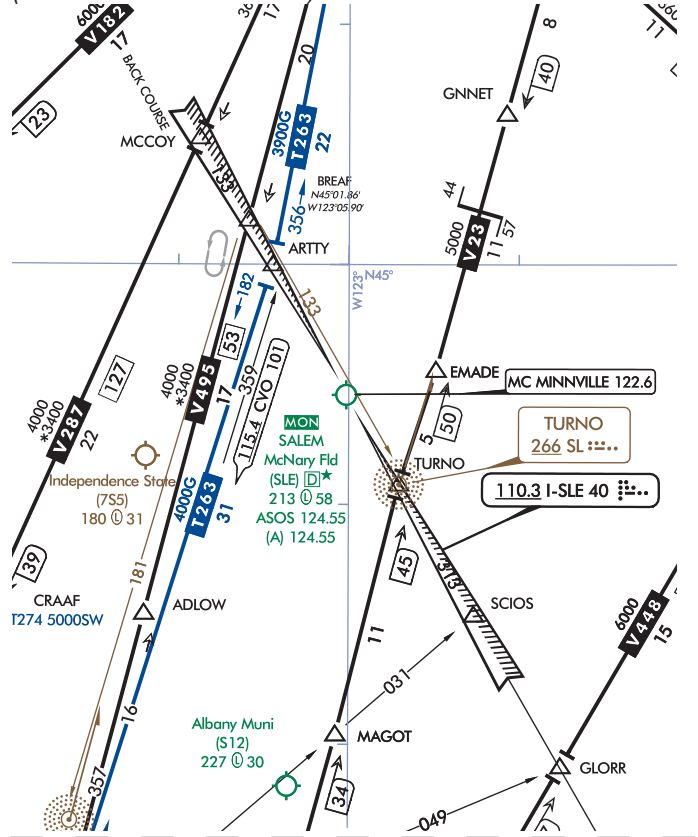 6000
V182
17
36
17
8
11
BACK COURSE
20
3900G
T263
22
GNNET
40
23
MCCOY
133
BREAF
N45°01.86'
W123°05.90'
356
44
57
11
5000
V23
ARTTY
N45°
W123°
182
133
53
359
115.4 CVO 101
4000
*3400
V495
17
127
4000
*3400
V287
22
EMADE
MC MINNVILLE 122.6
50
5
TURNO
TURNO
266 SL
110.3 I-SLE 40
MON
SALEM
McNary Fld
(SLE) D★
213 Ⓛ 58
ASOS 124.55
(A) 124.55
Independence State
(7S5)
180 Ⓛ 31
4000G
T263
31
45
313
39
181
CRAAF
T274 5000SW
ADLOW
SCIOS
6000
V448
15
11
031
16
Albany Muni
(S12)
227 Ⓛ 30
MAGOT
GLORR
357
34
049